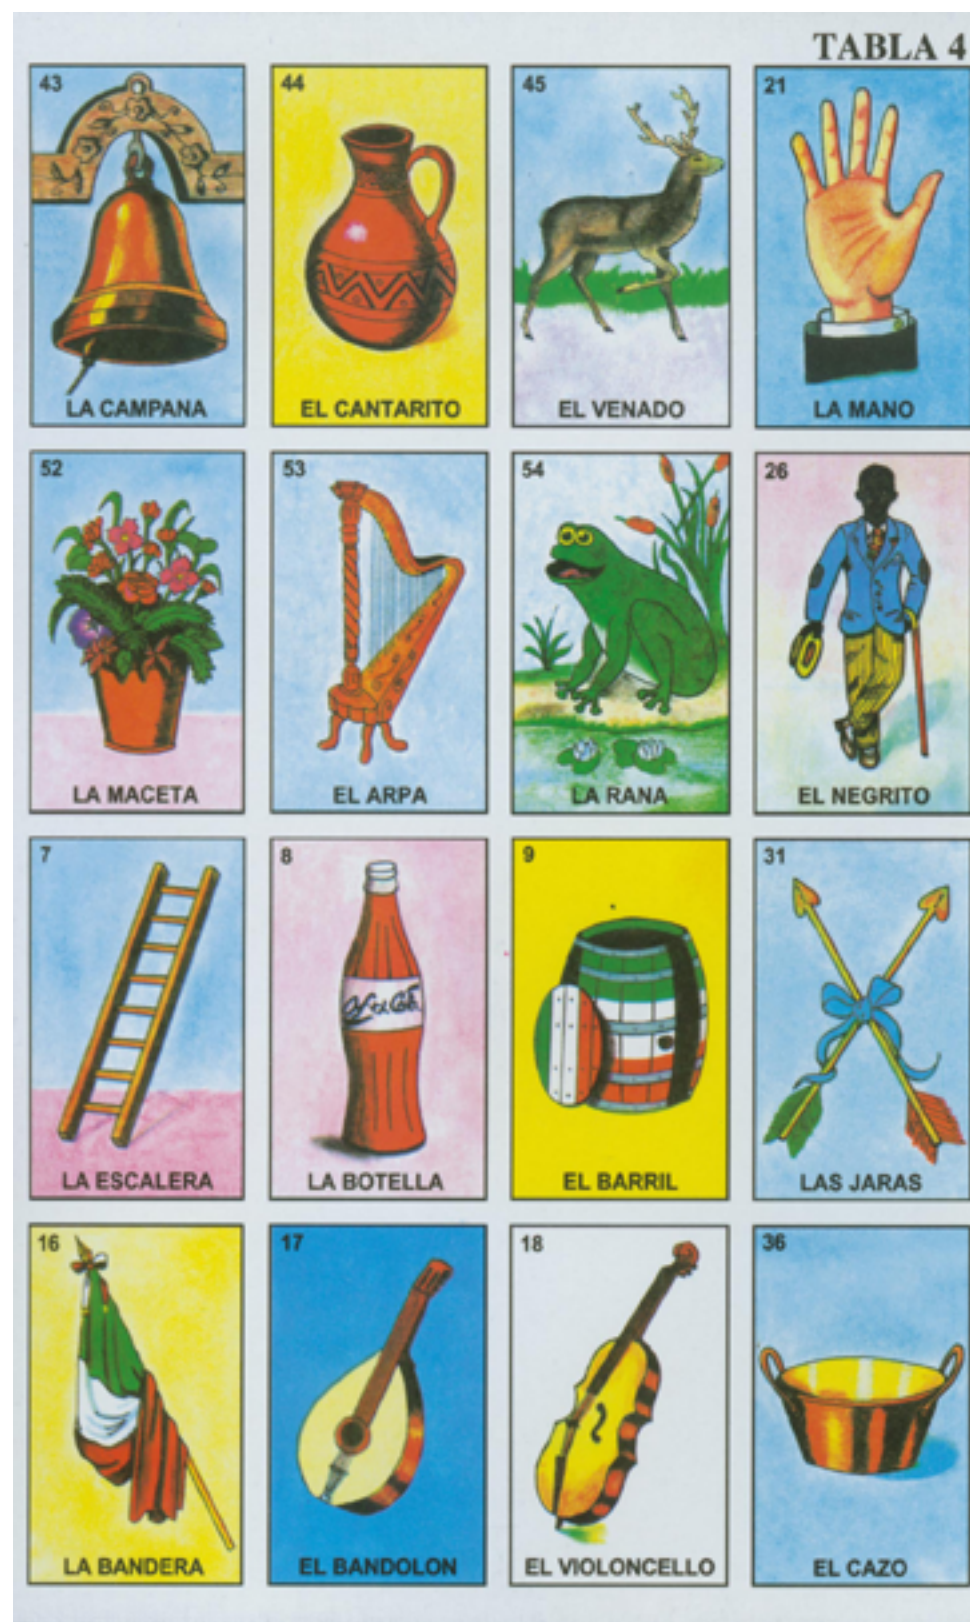 TABLA 4
43
LA CAMPANA
44
EL CANTARITO
45
EL VENADO
21
LA MANO
52
LA MACETA
53
EL ARPA
54
LA RANA
26
EL NEGRITO
7
LA ESCALERA
8
LA BOTELLA
9
EL BARRIL
31
LAS JARAS
16
LA BANDERA
17
EL BANDOLON
18
EL VIOLONCELLO
36
EL CAZO